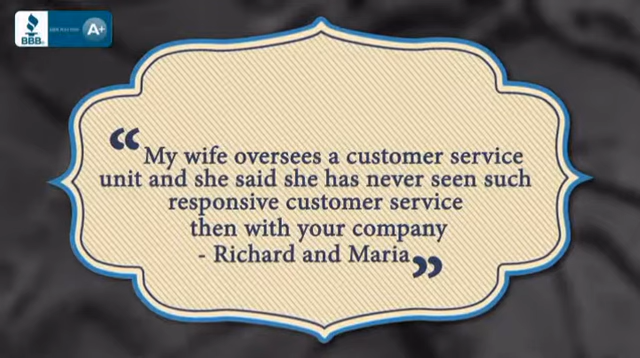 BBB.
A+
“ My wife oversees a customer service
unit and she said she has never seen such
responsive customer service
then with your company
- Richard and Maria ”